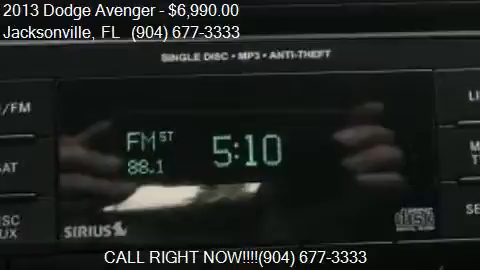 2013 Dodge Avenger - $6,990.00
Jacksonville, FL (904) 677-3333
SINGLE DISC • MP3 • ANTI-THEFT
/FM
FM ST
5:10
88.1
SIRIUS
CALL RIGHT NOW!!!!(904) 677-3333